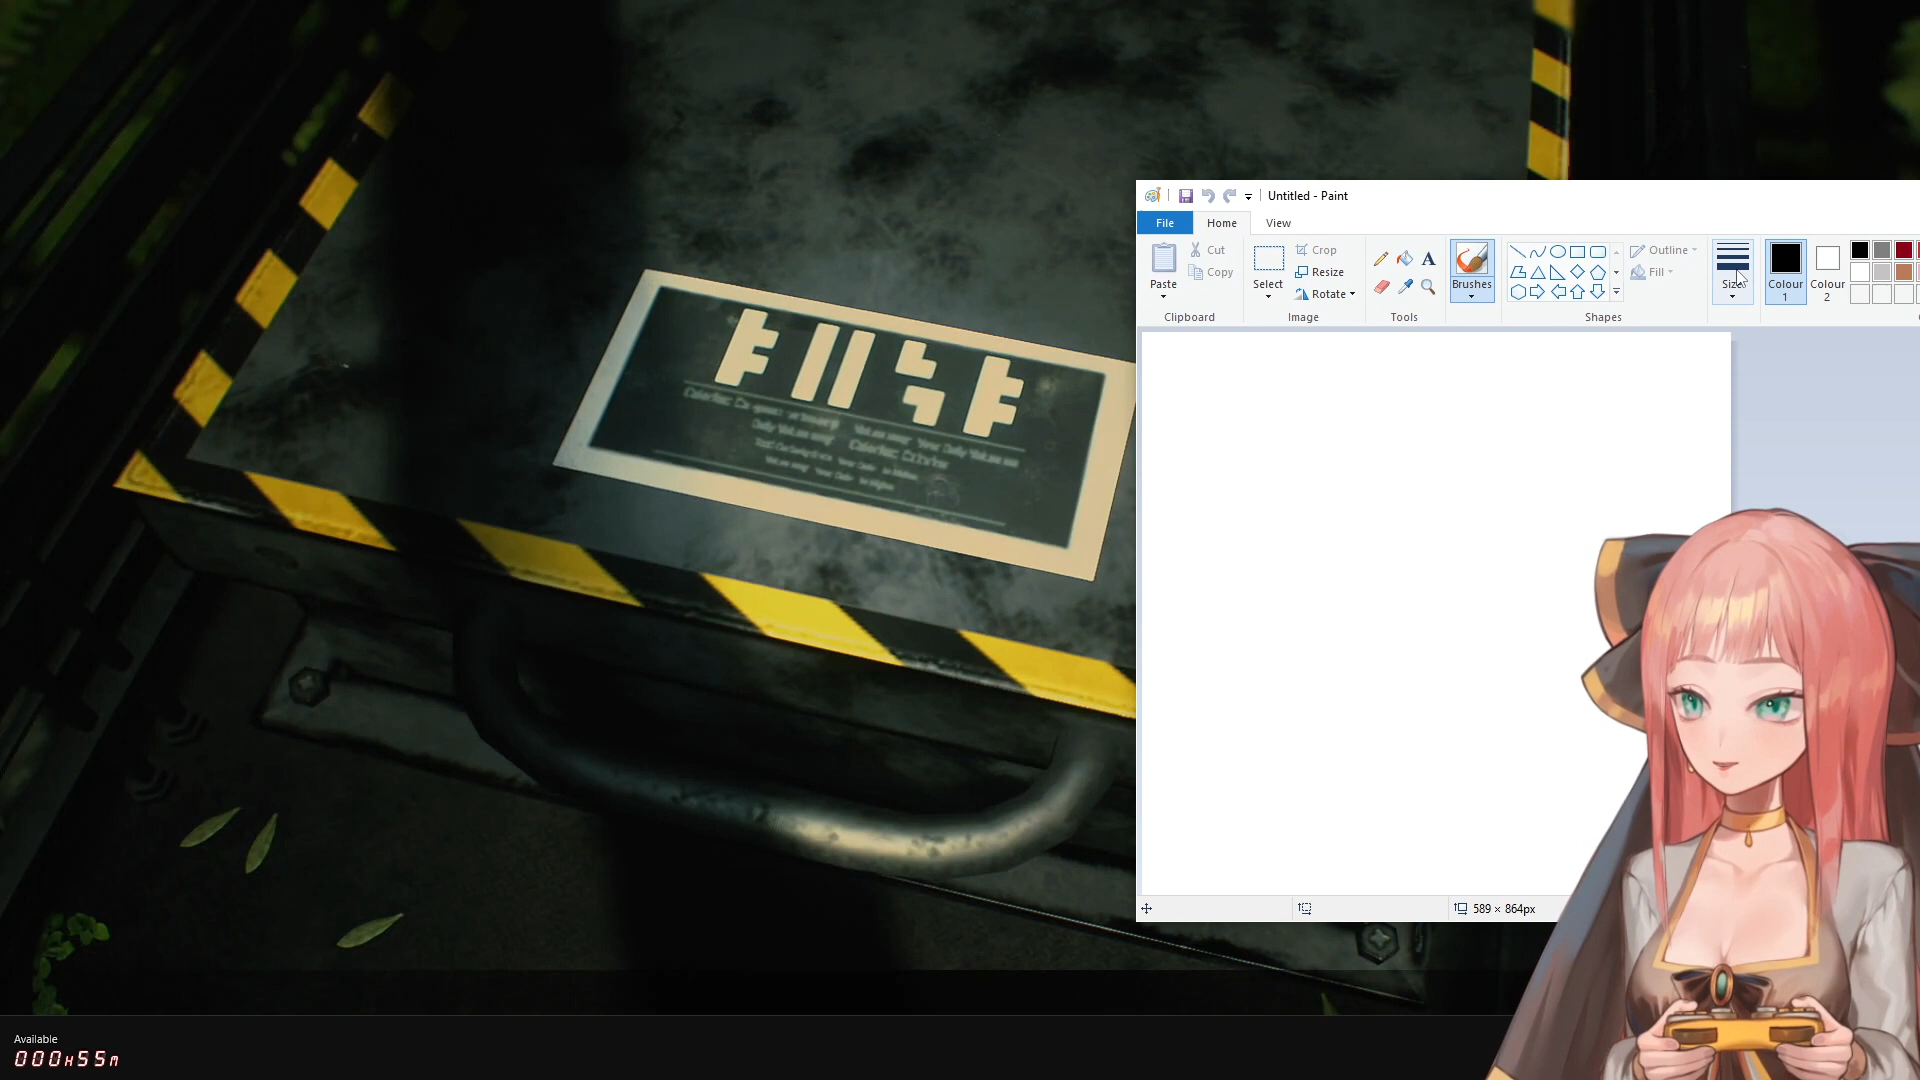 FUSE
Untitled - Paint
File Home View
Cut
Copy
Paste
Clipboard
Crop
Resize
Rotate
Select
Image
Tools
Brushes
Outline
Fill
Shapes
Size
Colour 1
Colour 2
589 × 864px
Available
000H55M